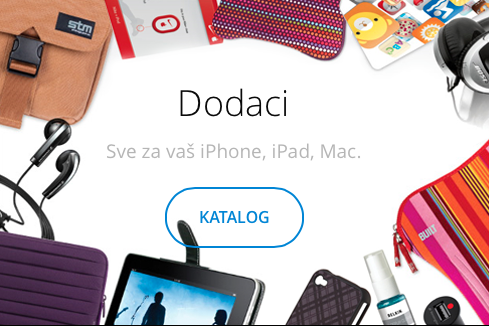 stm
Dodaci
Sve za vaš iPhone, iPad, Mac.
KATALOG
BUILT
BELKIN